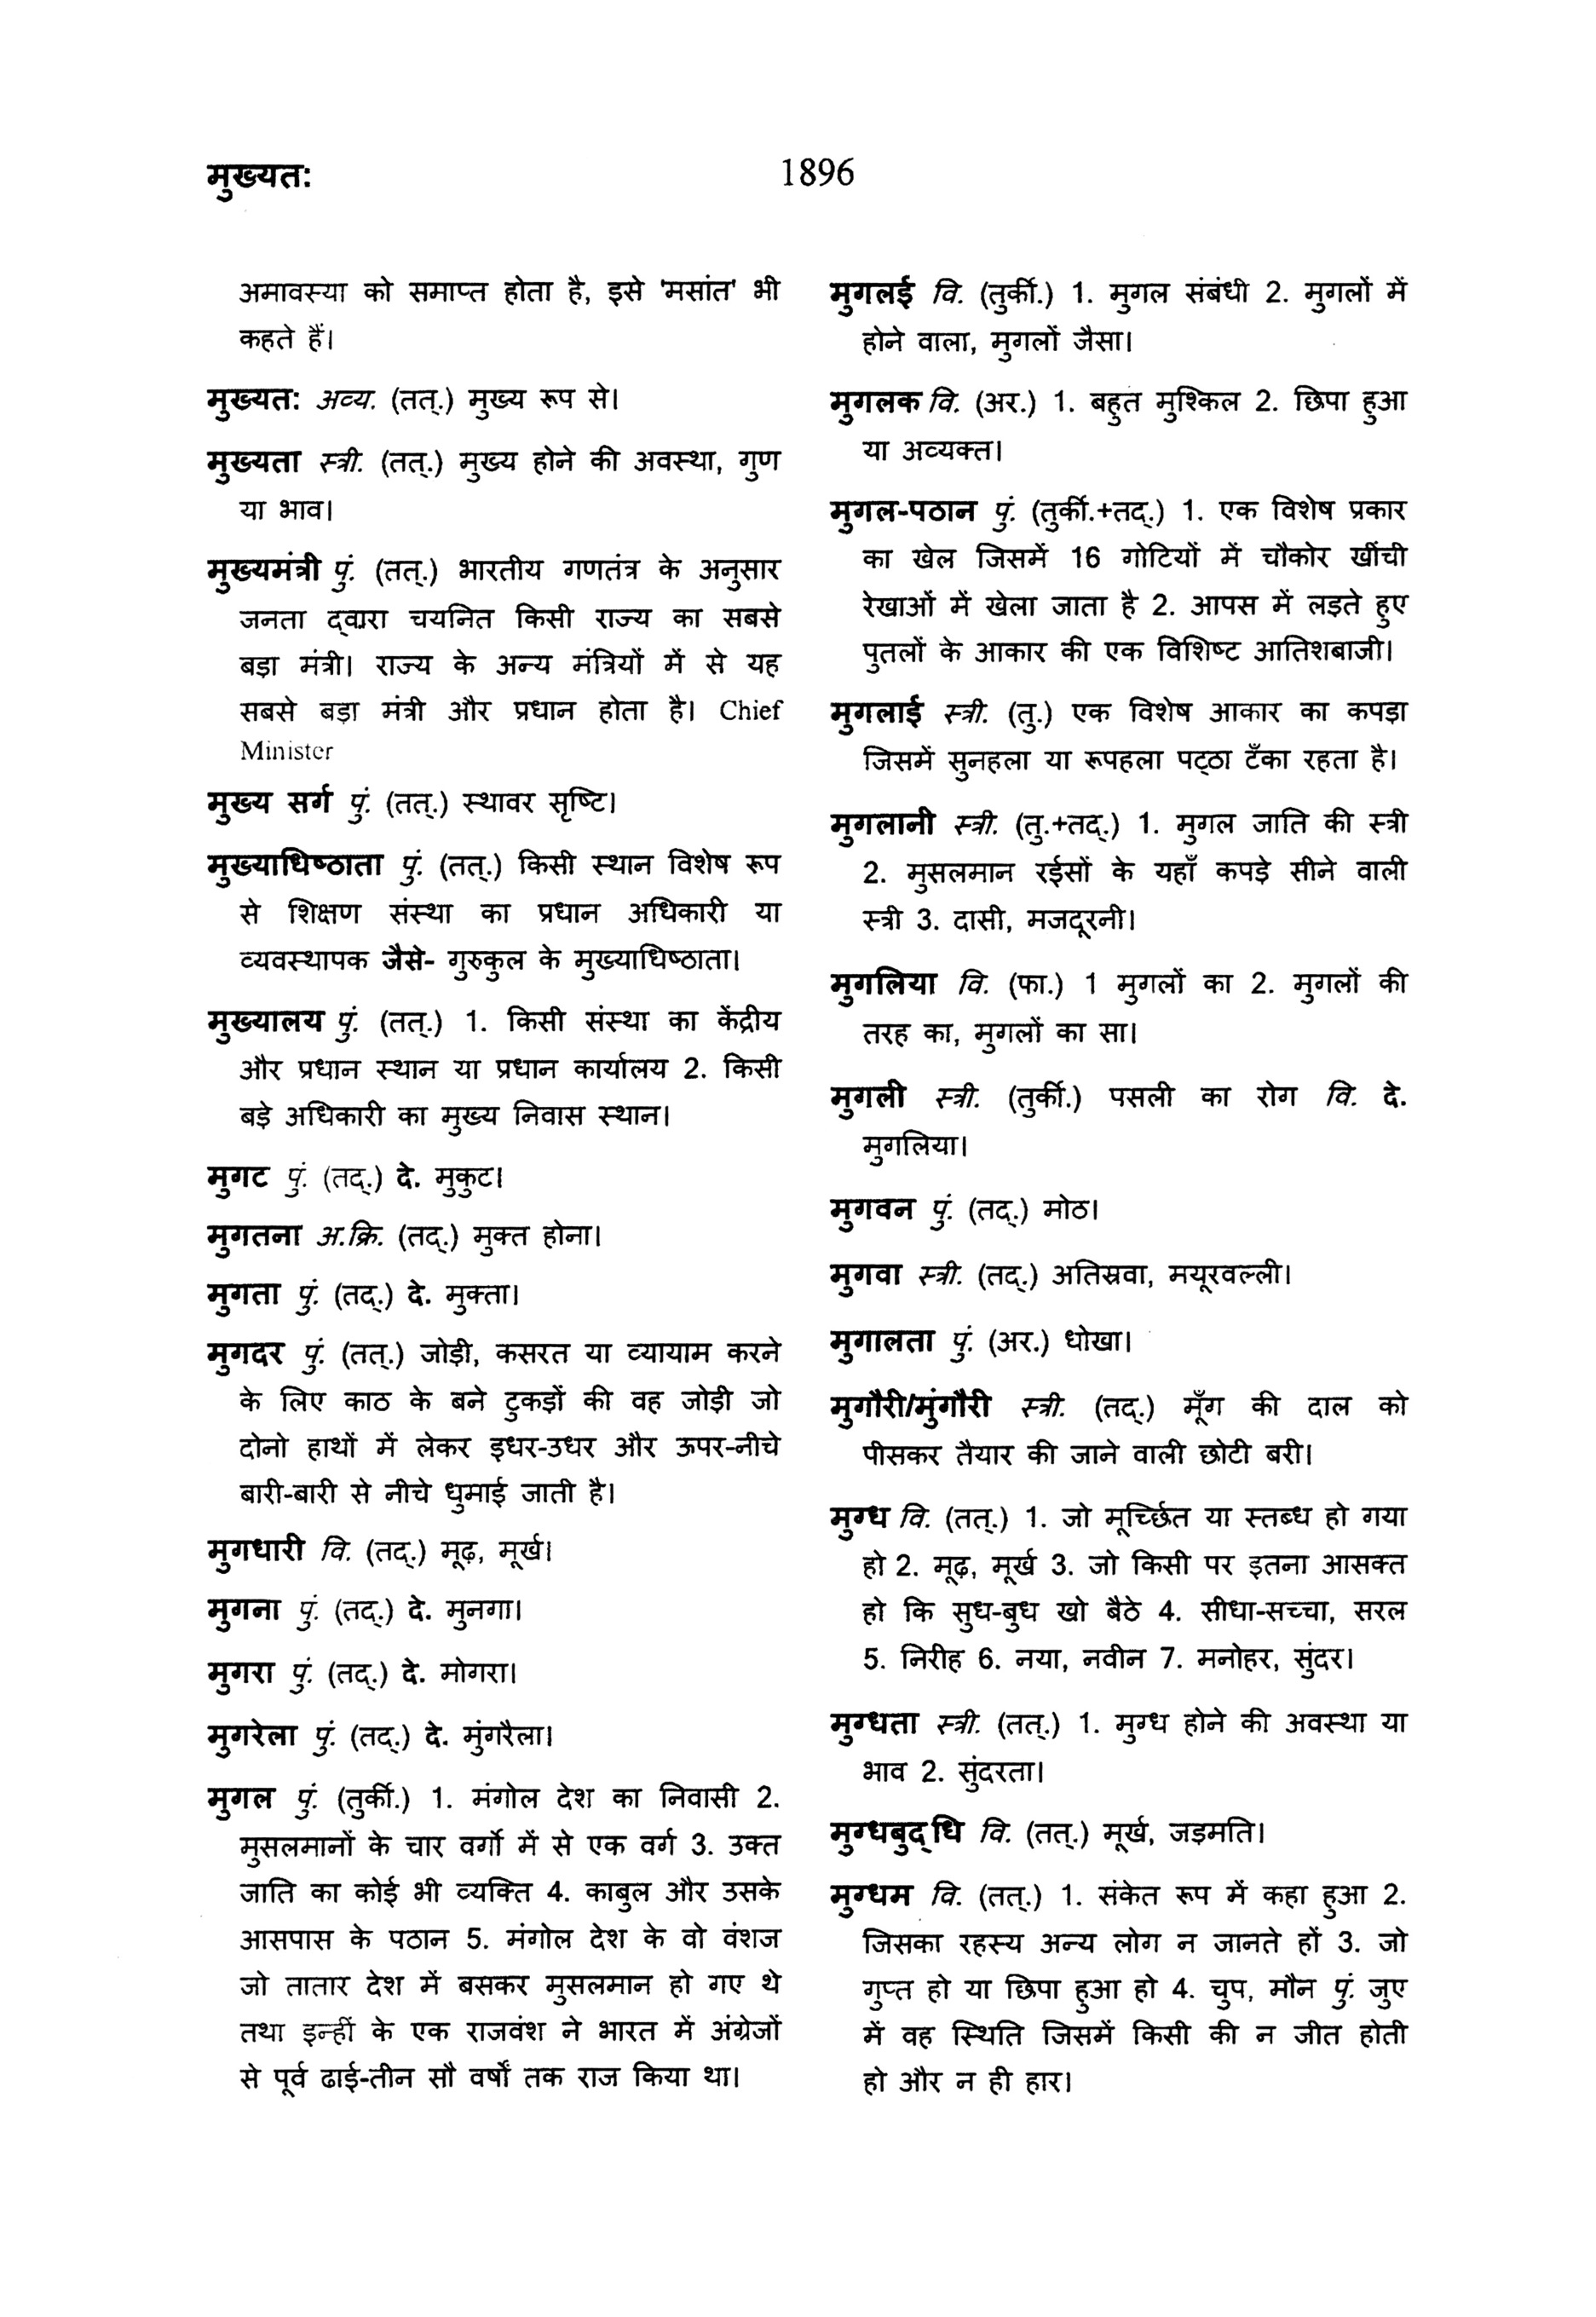 मुख्यत:
1896
अमावस्या को समाप्त होता है, इसे 'मसांत' भी
कहते हैं।
मुख्यत: अव्य. (तत्.) मुख्य रूप से।
मुख्यता स्त्री. (तत्.) मुख्य होने की अवस्था, गुण
या भाव।
मुख्यमंत्री पुं. (तत्.) भारतीय गणतंत्र के अनुसार
जनता द्वारा चयनित किसी राज्य का सबसे
बड़ा मंत्री। राज्य के अन्य मंत्रियों में से यह
सबसे बड़ा मंत्री और प्रधान होता है। Chief
Minister
मुख्य सर्ग पुं. (तत्.) स्थावर सृष्टि।
मुख्याधिष्ठाता पुं. (तत्.) किसी स्थान विशेष रूप
से शिक्षण संस्था का प्रधान अधिकारी या
व्यवस्थापक जैसे- गुरुकुल के मुख्याधिष्ठाता।
मुख्यालय पुं. (तत्.) 1. किसी संस्था का केंद्रीय
और प्रधान स्थान या प्रधान कार्यालय 2. किसी
बड़े अधिकारी का मुख्य निवास स्थान।
मुगट पुं. (तद्.) दे. मुकुट।
मुगतना अ.क्रि. (तद्.) मुक्त होना।
मुगता पुं. (तद्.) दे. मुक्ता।
मुगदर पुं. (तत्.) जोड़ी, कसरत या व्यायाम करने
के लिए काठ के बने टुकड़ों की वह जोड़ी जो
दोनो हाथों में लेकर इधर-उधर और ऊपर-नीचे
बारी-बारी से नीचे धुमाई जाती है।
मुगधारी वि. (तद्.) मूढ़, मूर्ख।
मुगना पुं. (तद्.) दे. मुनगा।
मुगरा पुं. (तद्.) दे. मोगरा।
मुगरेला पुं. (तद्.) दे. मुंगरैला।
मुगल पुं. (तुर्की.) 1. मंगोल देश का निवासी 2.
मुसलमानों के चार वर्गो में से एक वर्ग 3. उक्त
जाति का कोई भी व्यक्ति 4. काबुल और उसके
आसपास के पठान 5. मंगोल देश के वो वंशज
जो तातार देश में बसकर मुसलमान हो गए थे
तथा इन्हीं के एक राजवंश ने भारत में अंग्रेजों
से पूर्व ढाई-तीन सौ वर्षों तक राज किया था।
मुगलई वि. (तुर्की.) 1. मुगल संबंधी 2. मुगलों में
होने वाला, मुगलों जैसा।
मुगलक वि. (अर.) 1. बहुत मुश्किल 2. छिपा हुआ
या अव्यक्त।
मुगल-पठान पुं. (तुर्की.+तद्.) 1. एक विशेष प्रकार
का खेल जिसमें 16 गोटियों में चौकोर खींची
रेखाओं में खेला जाता है 2. आपस में लड़ते हुए
पुतलों के आकार की एक विशिष्ट आतिशबाजी।
मुगलाई स्त्री. (तु.) एक विशेष आकार का कपड़ा
जिसमें सुनहला या रूपहला पट्ठा टँका रहता है।
मुगलानी स्त्री. (तु.+तद्.) 1. मुगल जाति की स्त्री
2. मुसलमान रईसों के यहाँ कपड़े सीने वाली
स्त्री 3. दासी, मजदूरनी।
मुगलिया वि. (फा.) 1 मुगलों का 2. मुगलों की
तरह का, मुगलों का सा।
मुगली स्त्री. (तुर्की.) पसली का रोग वि. दे.
मुगलिया।
मुगवन पुं. (तद्.) मोठ।
मुगवा स्त्री. (तद्.) अतिस्रवा, मयूरवल्ली।
मुगालता पुं. (अर.) धोखा।
मुगौरी/मुंगौरी स्त्री. (तद्.) मूँग की दाल को
पीसकर तैयार की जाने वाली छोटी बरी।
मुग्ध वि. (तत्.) 1. जो मूर्च्छित या स्तब्ध हो गया
हो 2. मूढ़, मूर्ख 3. जो किसी पर इतना आसक्त
हो कि सुध-बुध खो बैठे 4. सीधा-सच्चा, सरल
5. निरीह 6. नया, नवीन 7. मनोहर, सुंदर।
मुग्धता स्त्री. (तत्.) 1. मुग्ध होने की अवस्था या
भाव 2. सुंदरता।
मुग्धबुद्धि वि. (तत्.) मूर्ख, जड़मति।
मुग्धम वि. (तत्.) 1. संकेत रूप में कहा हुआ 2.
जिसका रहस्य अन्य लोग न जानते हों 3. जो
गुप्त हो या छिपा हुआ हो 4. चुप, मौन पुं. जुए
में वह स्थिति जिसमें किसी की न जीत होती
हो और न ही हार।